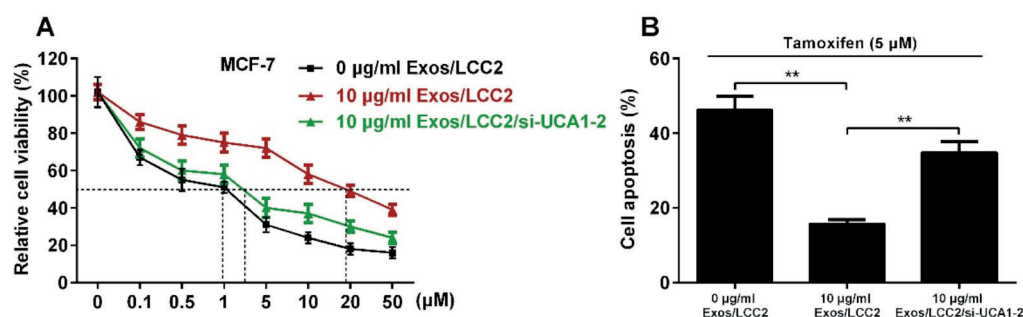 A
MCF-7
0 µg/ml Exos/LCC2
10 µg/ml Exos/LCC2
10 µg/ml Exos/LCC2/si-UCA1-2
Relative cell viability (%)
120
100
80
60
40
20
0
0 0.1 0.5 1 5 10 20 50 (µM)
B
Tamoxifen (5 µM)
**
**
Cell apoptosis (%)
60
40
20
0
0 µg/ml
Exos/LCC2
10 µg/ml
Exos/LCC2
10 µg/ml
Exos/LCC2/si-UCA1-2